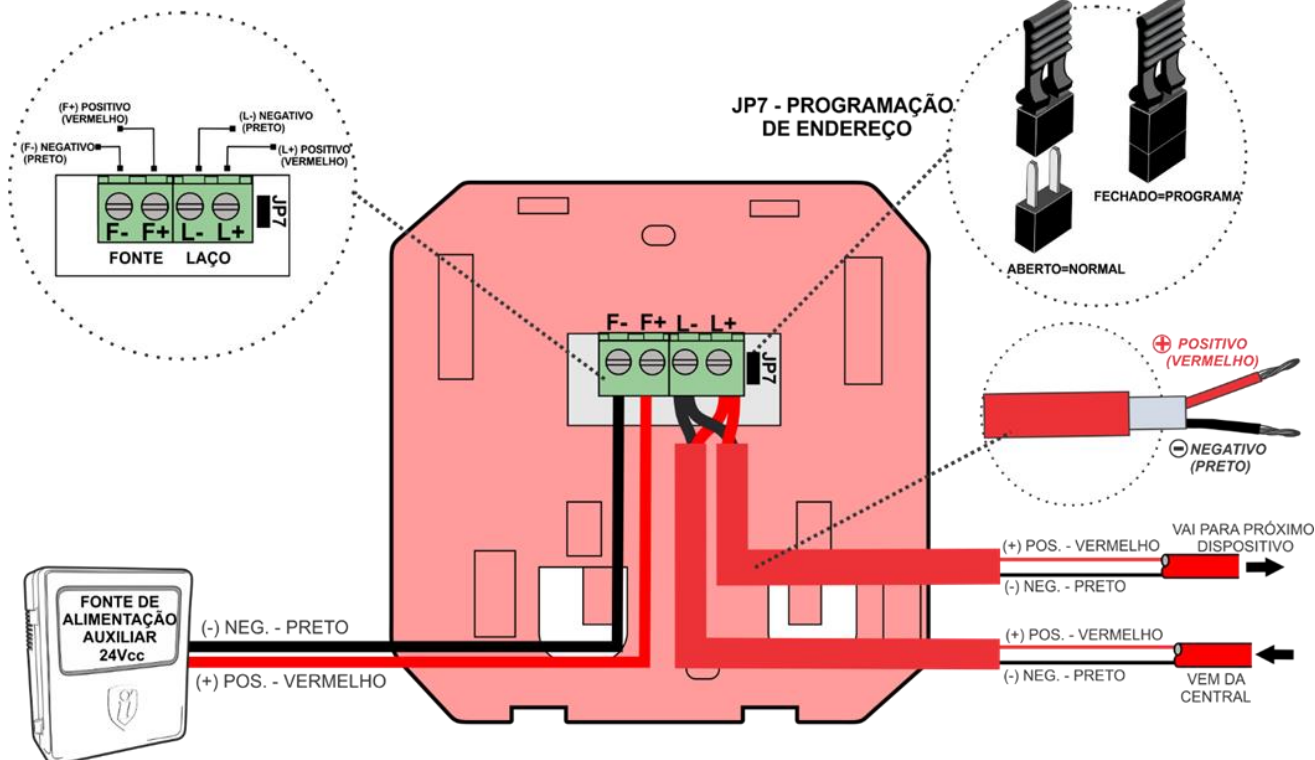 (F+) POSITIVO
(VERMELHO)
(L-) NEGATIVO
(PRETO)
(F-) NEGATIVO
(PRETO)
(L+) POSITIVO
(VERMELHO)
F- F+ L- L+
JP7
FONTE LAÇO
JP7 - PROGRAMAÇÃO
DE ENDEREÇO
FECHADO=PROGRAMA
ABERTO=NORMAL
F- F+ L- L+
JP7
+ POSITIVO
(VERMELHO)
- NEGATIVO
(PRETO)
VAI PARA PRÓXIMO
DISPOSITIVO
(+) POS. - VERMELHO
(-) NEG. - PRETO
(+) POS. - VERMELHO
(-) NEG. - PRETO
VEM DA
CENTRAL
FONTE DE
ALIMENTAÇÃO
AUXILIAR
24Vcc
(-) NEG. - PRETO
(+) POS. - VERMELHO